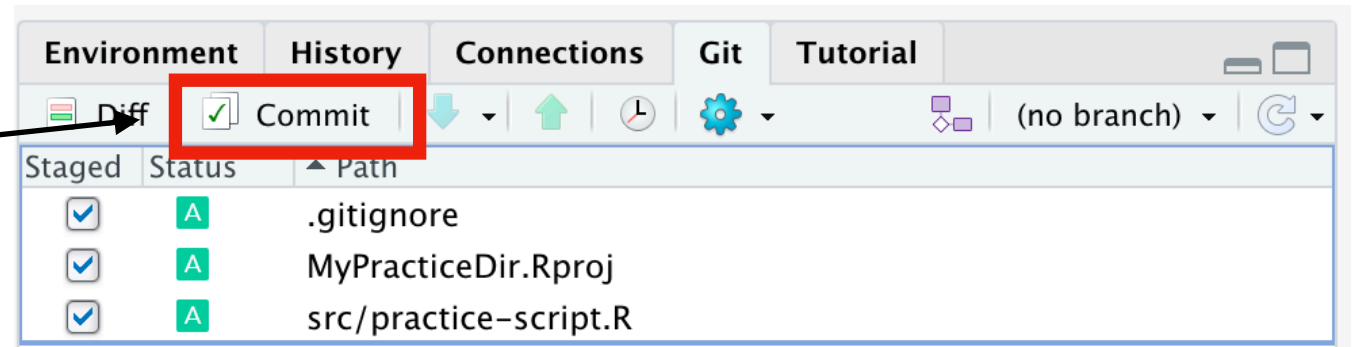 Environment History Connections Git Tutorial
Diff Commit (no branch)
Staged Status Path
A .gitignore
A MyPracticeDir.Rproj
A src/practice-script.R